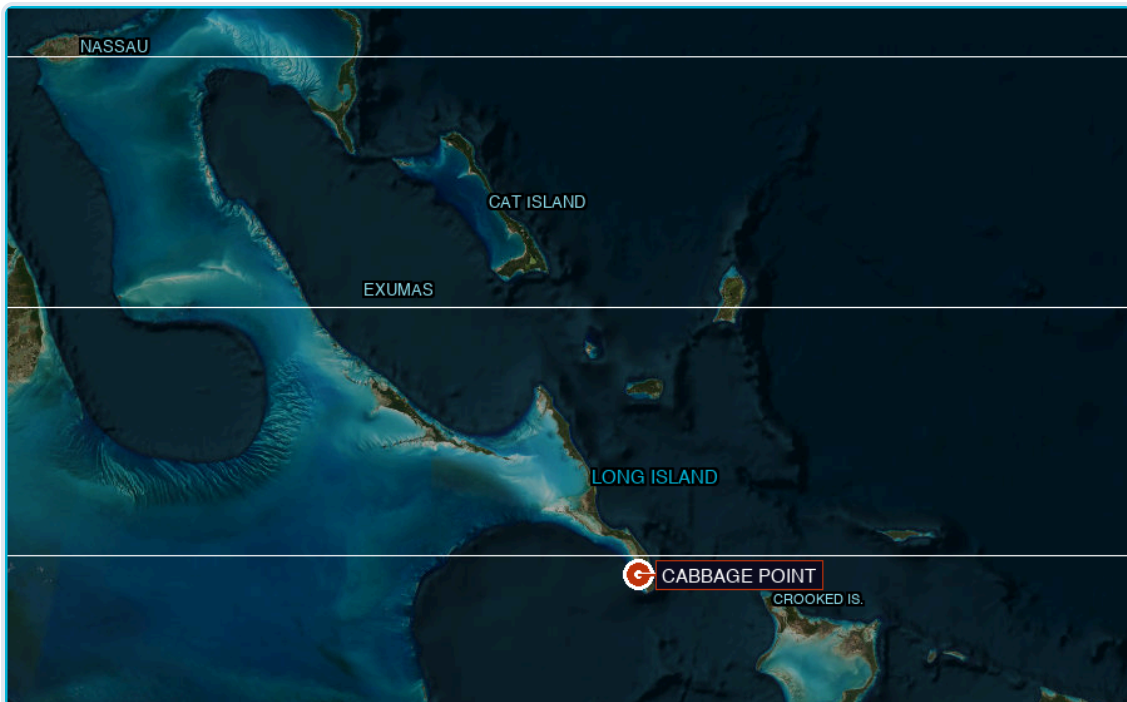 NASSAU
CAT ISLAND
EXUMAS
LONG ISLAND
CABBAGE POINT
CROOKED IS.